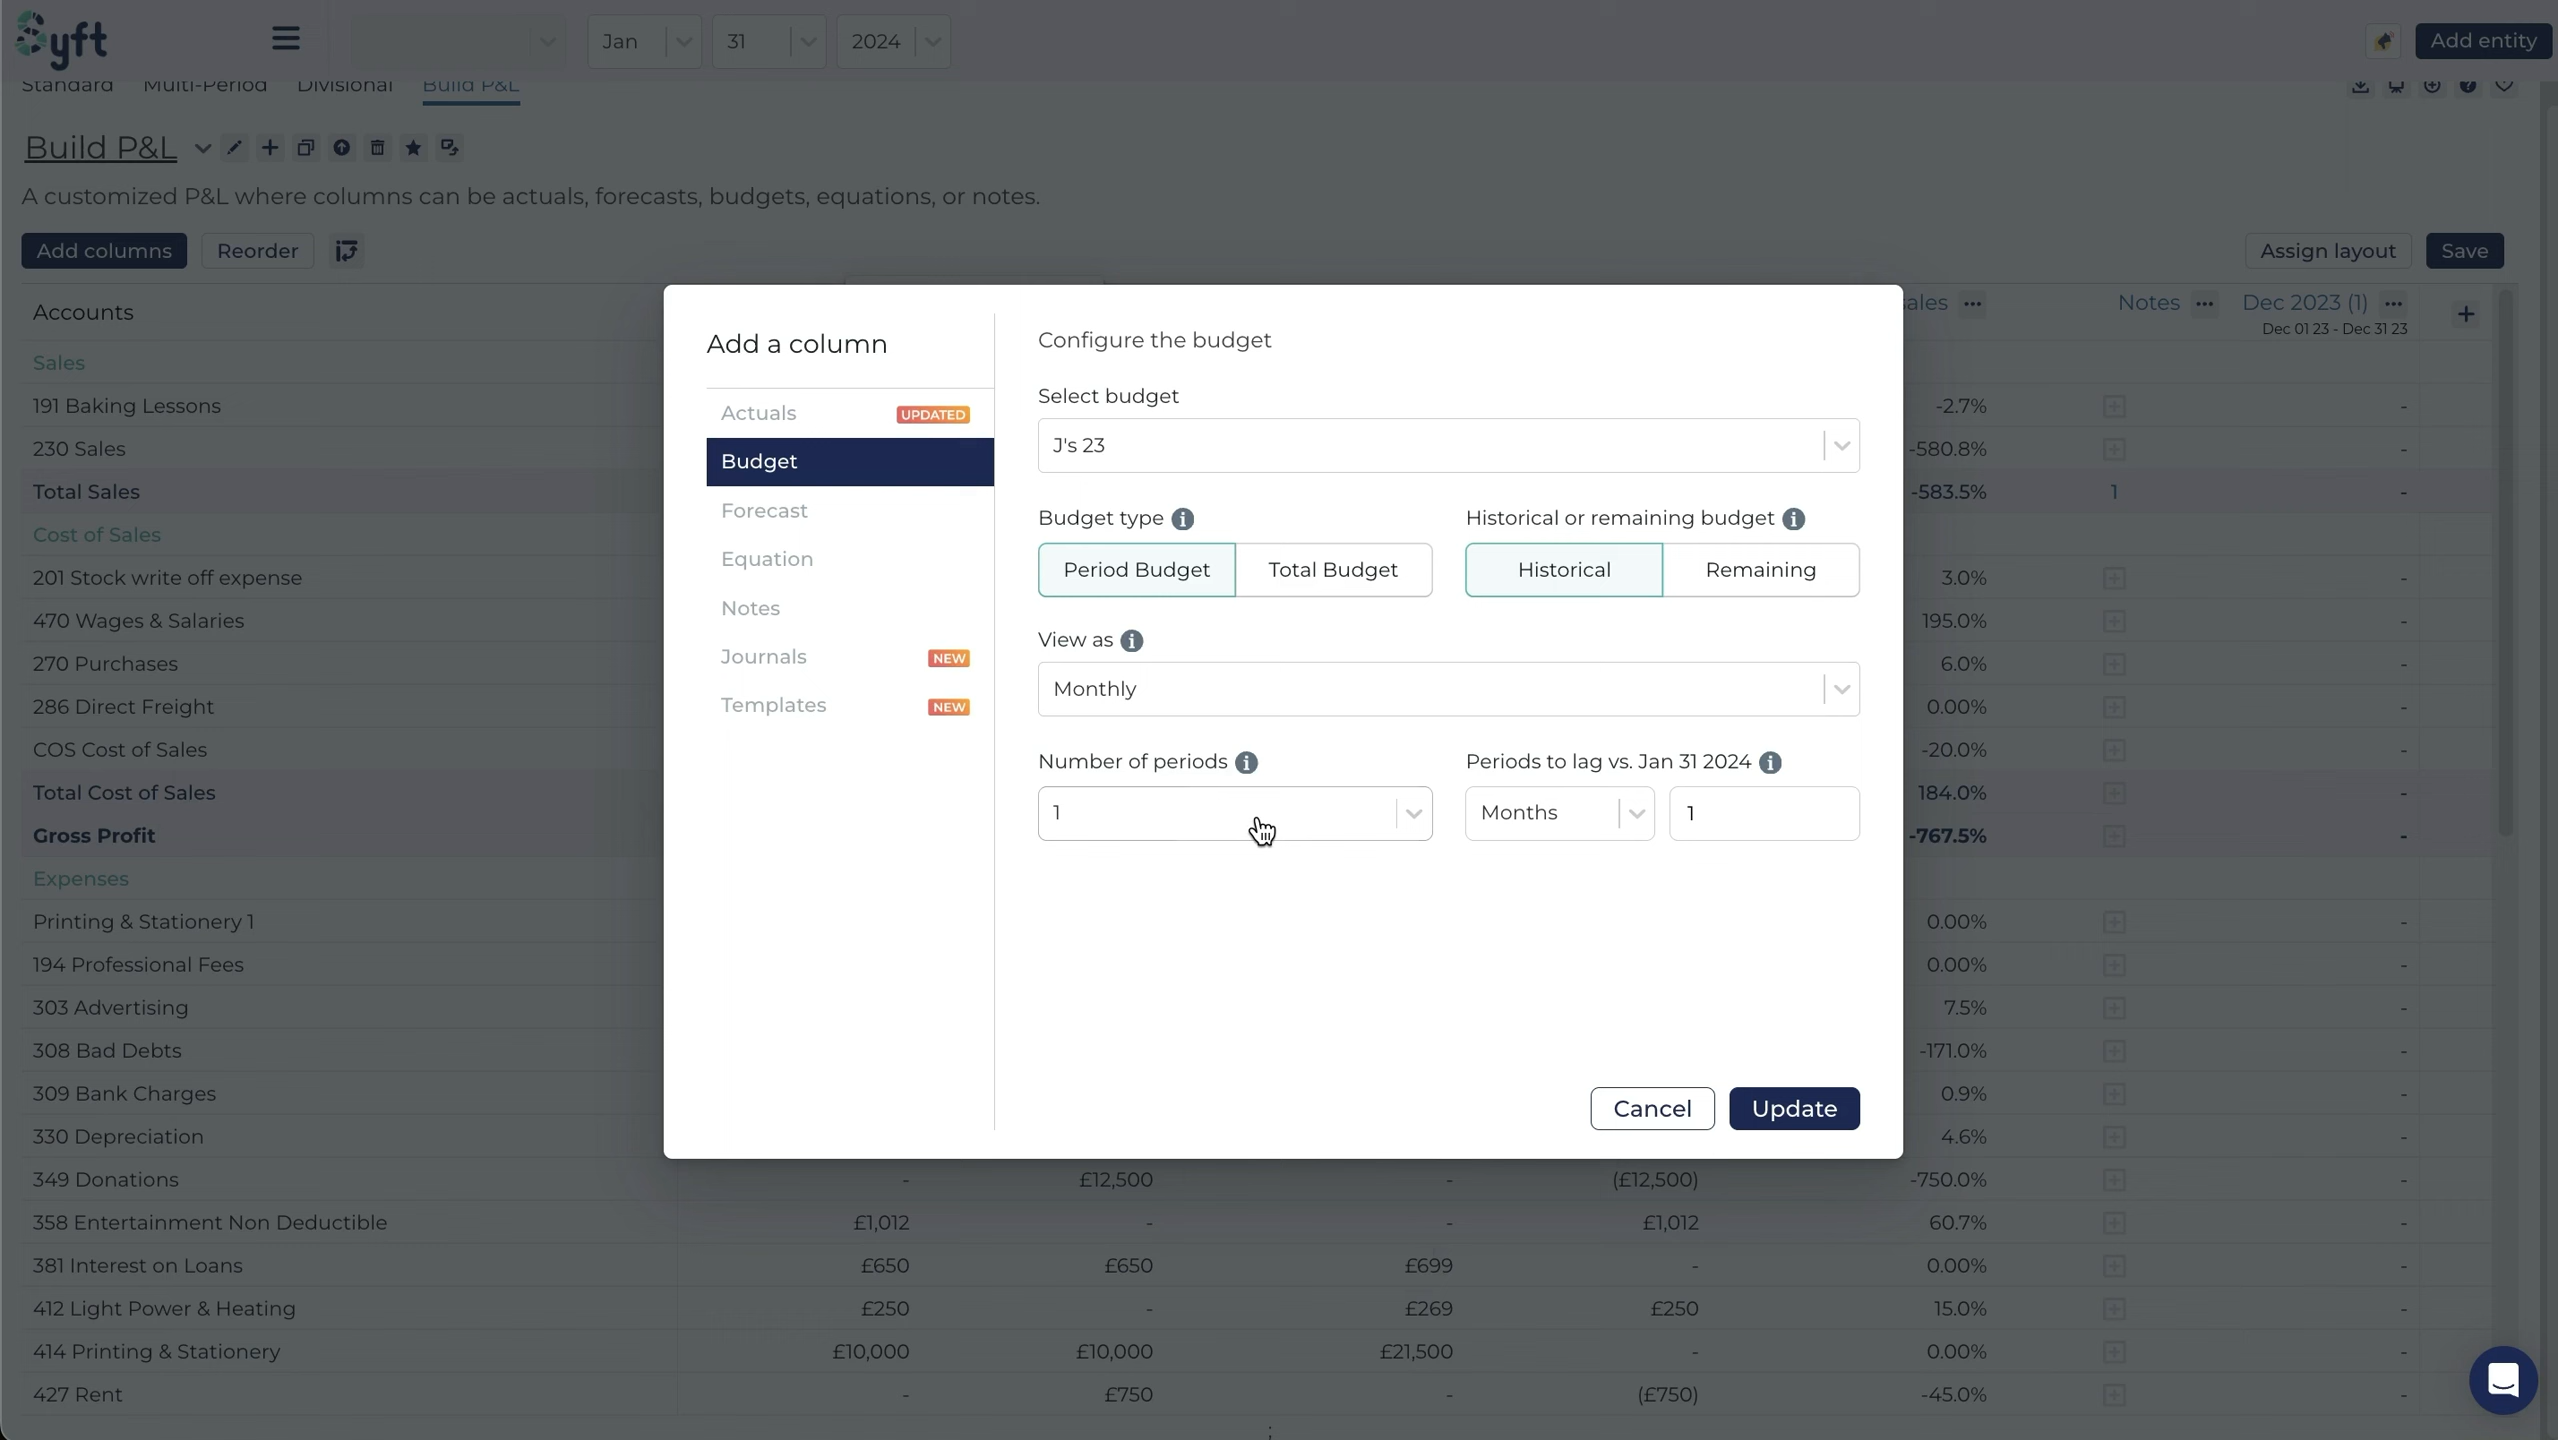 Syft
Jan 31 2024 Add entity
Standard Multi-Period Divisional Build P&L
Build P&L
A customized P&L where columns can be actuals, forecasts, budgets, equations, or notes.
Add columns Reorder Assign layout Save
Accounts Notes Dec 2023 (1)
Dec 01 23 - Dec 31 23
Sales
191 Baking Lessons -2.7% -
230 Sales -580.8% -
Total Sales -583.5% 1 -
Cost of Sales
201 Stock write off expense 3.0% -
470 Wages & Salaries 195.0% -
270 Purchases 6.0% -
286 Direct Freight 0.00% -
COS Cost of Sales -20.0% -
Total Cost of Sales 184.0% -
Gross Profit -767.5% -
Expenses
Printing & Stationery 1 0.00% -
194 Professional Fees 0.00% -
303 Advertising 7.5% -
308 Bad Debts -171.0% -
309 Bank Charges 0.9% -
330 Depreciation 4.6% -
349 Donations - £12,500 - (£12,500) -750.0% -
358 Entertainment Non Deductible £1,012 - - £1,012 60.7% -
381 Interest on Loans £650 £650 £699 - 0.00% -
412 Light Power & Heating £250 - £269 £250 15.0% -
414 Printing & Stationery £10,000 £10,000 £21,500 - 0.00% -
427 Rent - £750 - (£750) -45.0% -
Add a column
Actuals UPDATED
Budget
Forecast
Equation
Notes
Journals NEW
Templates NEW
Configure the budget
Select budget
J's 23
Budget type Historical or remaining budget
Period Budget Total Budget Historical Remaining
View as
Monthly
Number of periods Periods to lag vs. Jan 31 2024
1 Months 1
Cancel Update